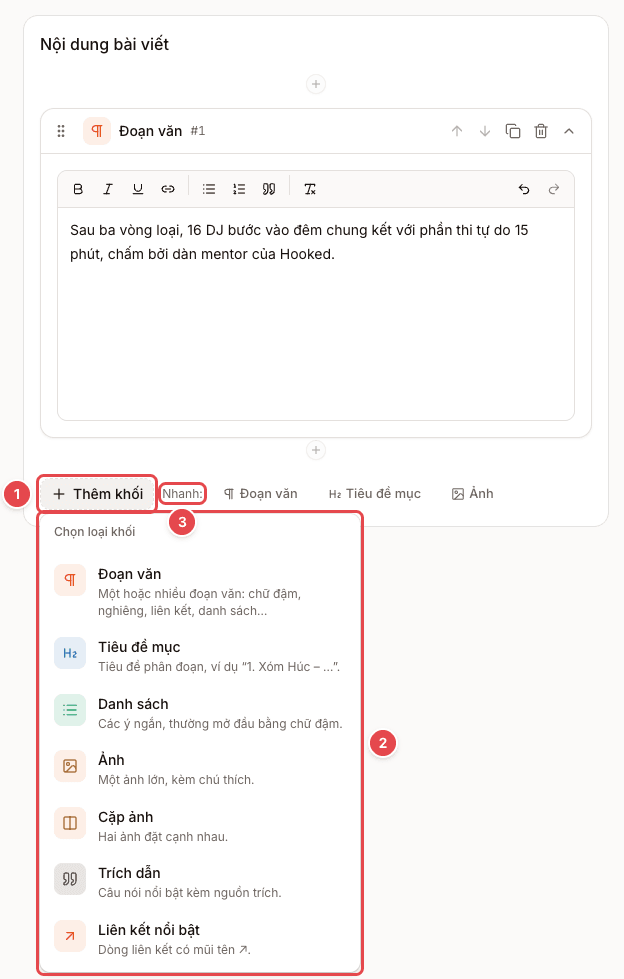 Nội dung bài viết
Đoạn văn #1
Sau ba vòng loại, 16 DJ bước vào đêm chung kết với phần thi tự do 15
phút, chấm bởi dàn mentor của Hooked.
1
+ Thêm khối Nhanh: Đoạn văn H2 Tiêu đề mục Ảnh
3
Chọn loại khối
Đoạn văn
Một hoặc nhiều đoạn văn: chữ đậm,
nghiêng, liên kết, danh sách...
H2 Tiêu đề mục
Tiêu đề phân đoạn, ví dụ “1. Xóm Húc – ...”.
Danh sách
Các ý ngắn, thường mở đầu bằng chữ đậm.
2
Ảnh
Một ảnh lớn, kèm chú thích.
Cặp ảnh
Hai ảnh đặt cạnh nhau.
Trích dẫn
Câu nói nổi bật kèm nguồn trích.
Liên kết nổi bật
Dòng liên kết có mũi tên ↗.